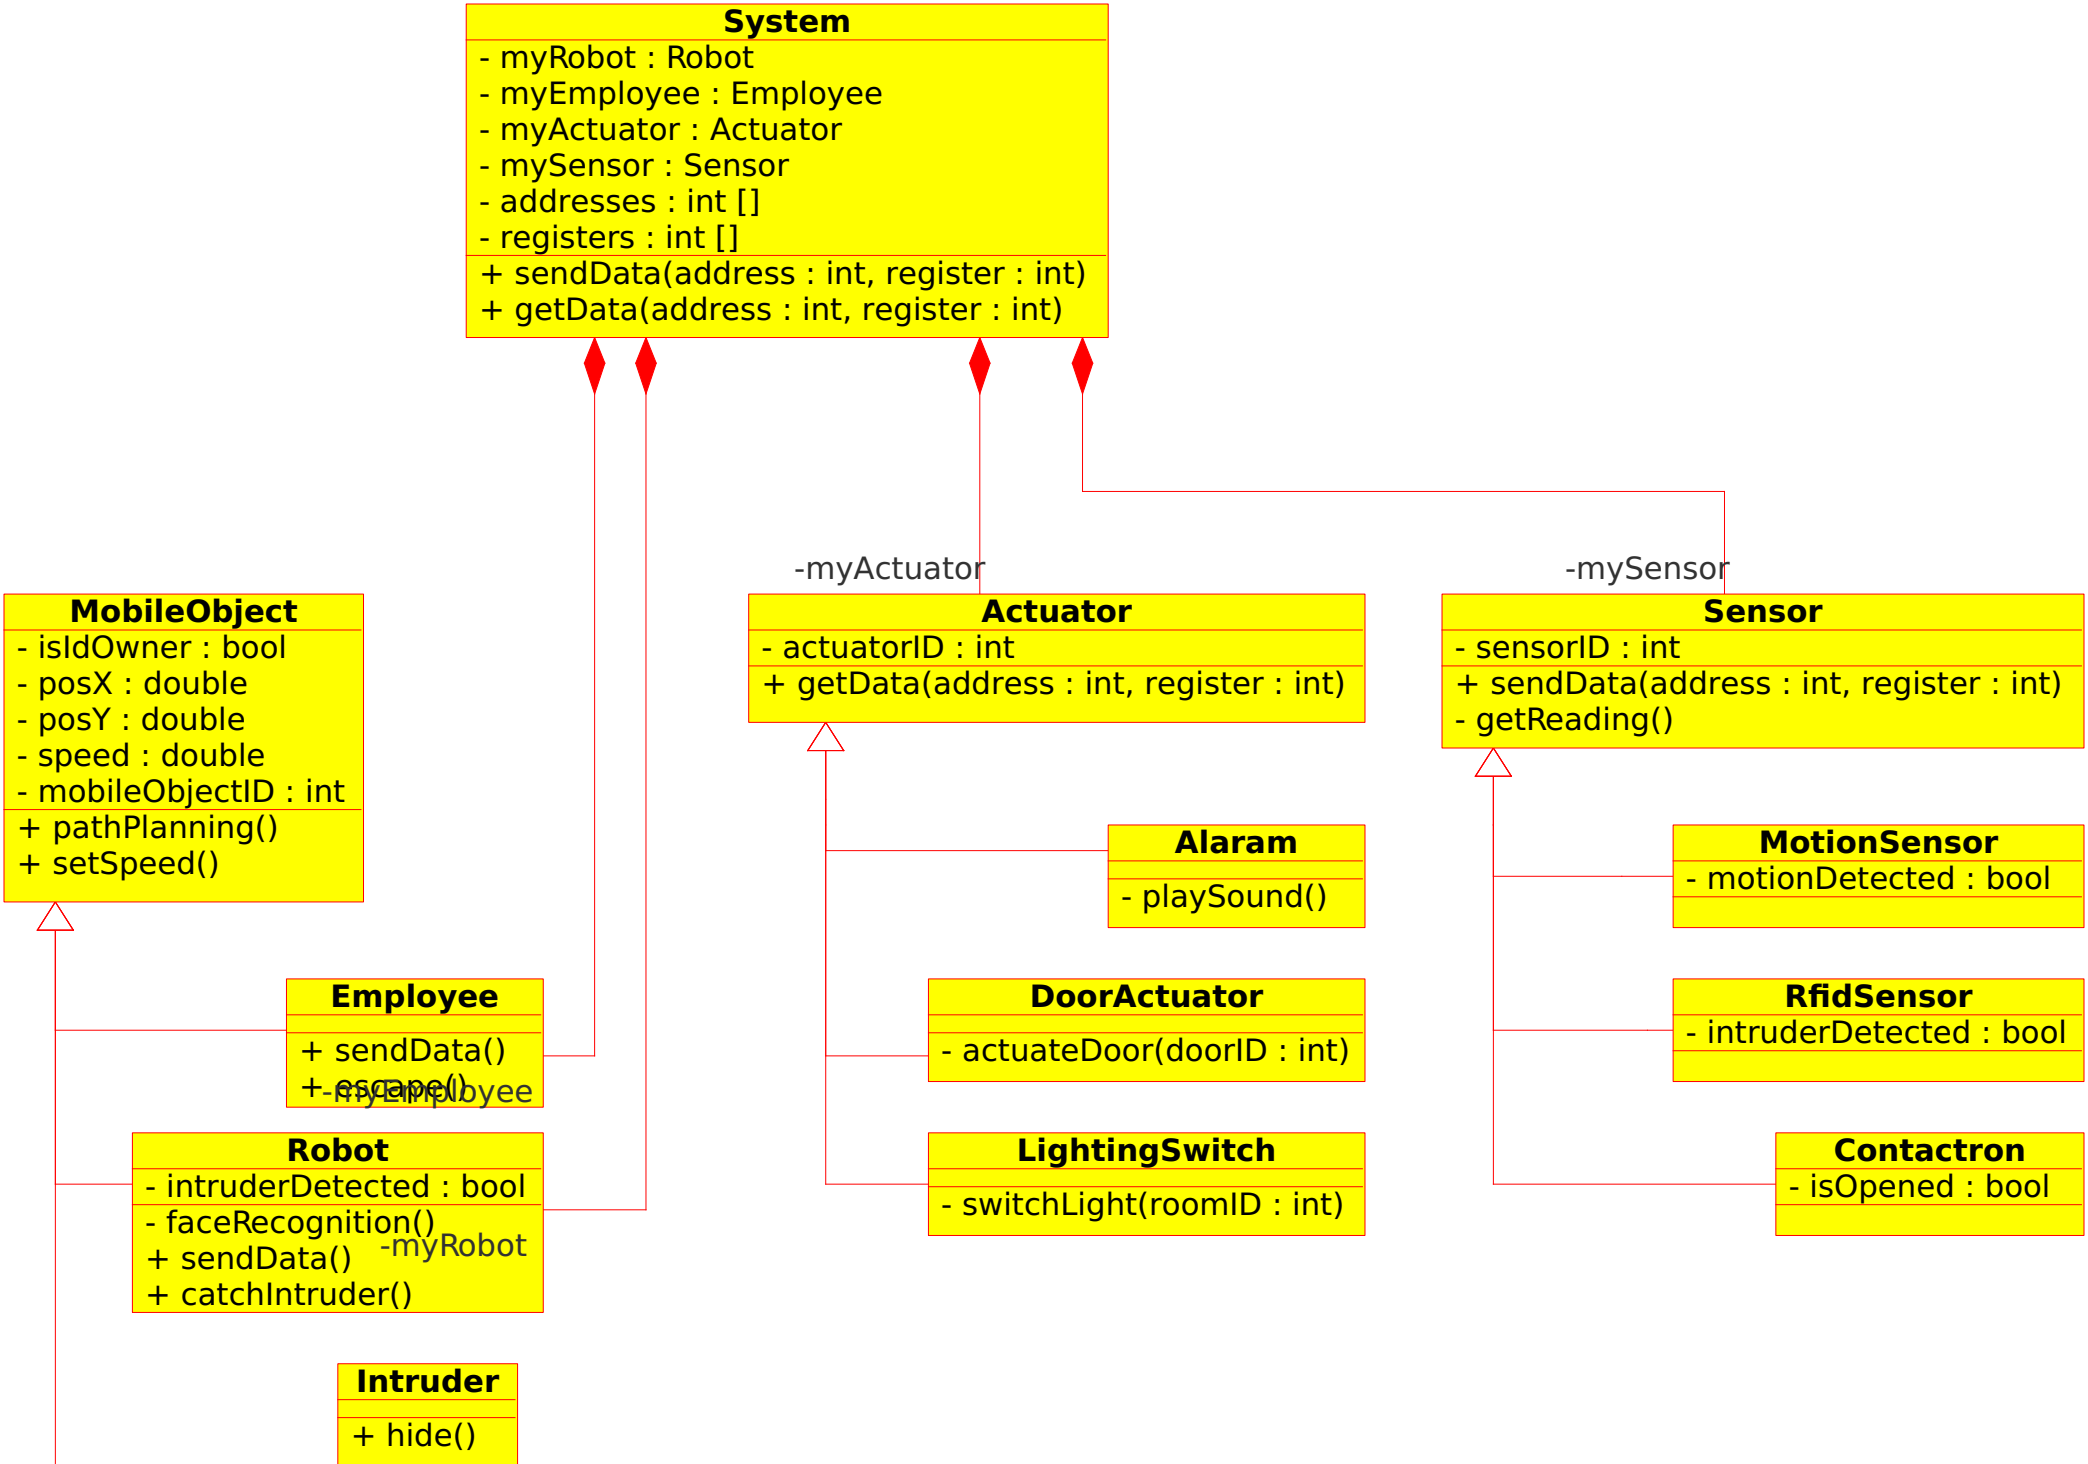 System
- myRobot : Robot
- myEmployee : Employee
- myActuator : Actuator
- mySensor : Sensor
- addresses : int []
- registers : int []
+ sendData(address : int, register : int)
+ getData(address : int, register : int)
-myActuator
-mySensor
MobileObject
- isIdOwner : bool
- posX : double
- posY : double
- speed : double
- mobileObjectID : int
+ pathPlanning()
+ setSpeed()
Actuator
- actuatorID : int
+ getData(address : int, register : int)
Sensor
- sensorID : int
+ sendData(address : int, register : int)
- getReading()
Alaram
- playSound()
MotionSensor
- motionDetected : bool
Employee
+ sendData()
+ escape()
-myEmployee
DoorActuator
- actuateDoor(doorID : int)
RfidSensor
- intruderDetected : bool
Robot
- intruderDetected : bool
- faceRecognition()
+ sendData()
-myRobot
+ catchIntruder()
LightingSwitch
- switchLight(roomID : int)
Contactron
- isOpened : bool
Intruder
+ hide()